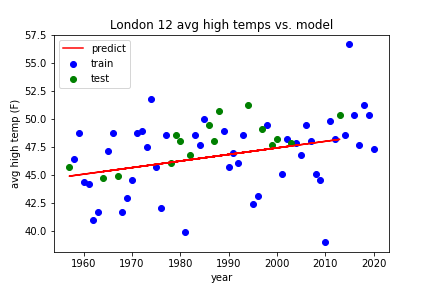 London 12 avg high temps vs. model
predict
train
test
57.5
55.0
52.5
50.0
47.5
45.0
42.5
40.0
avg high temp (F)
1960 1970 1980 1990 2000 2010 2020
year